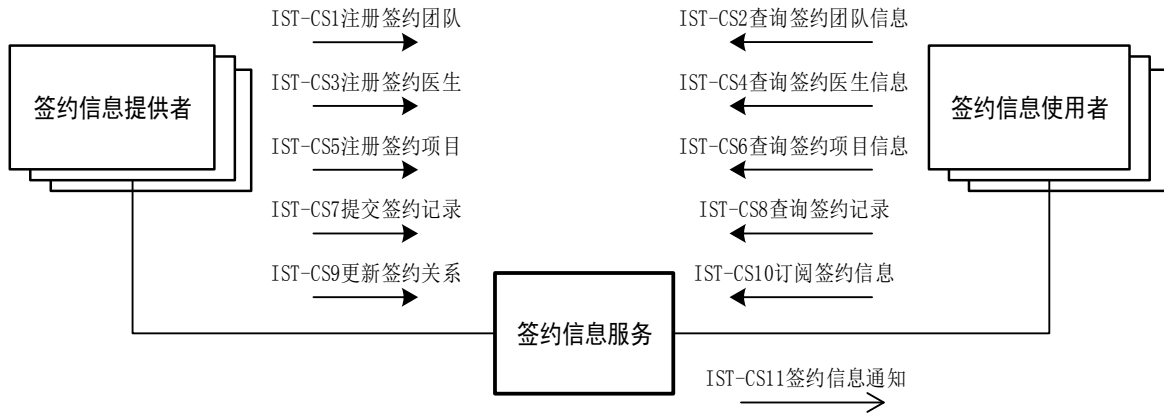 IST-CS1注册签约团队
IST-CS2查询签约团队信息
签约信息提供者
IST-CS3注册签约医生
IST-CS4查询签约医生信息
签约信息使用者
IST-CS5注册签约项目
IST-CS6查询签约项目信息
IST-CS7提交签约记录
IST-CS8查询签约记录
IST-CS9更新签约关系
IST-CS10订阅签约信息
签约信息服务
IST-CS11签约信息通知